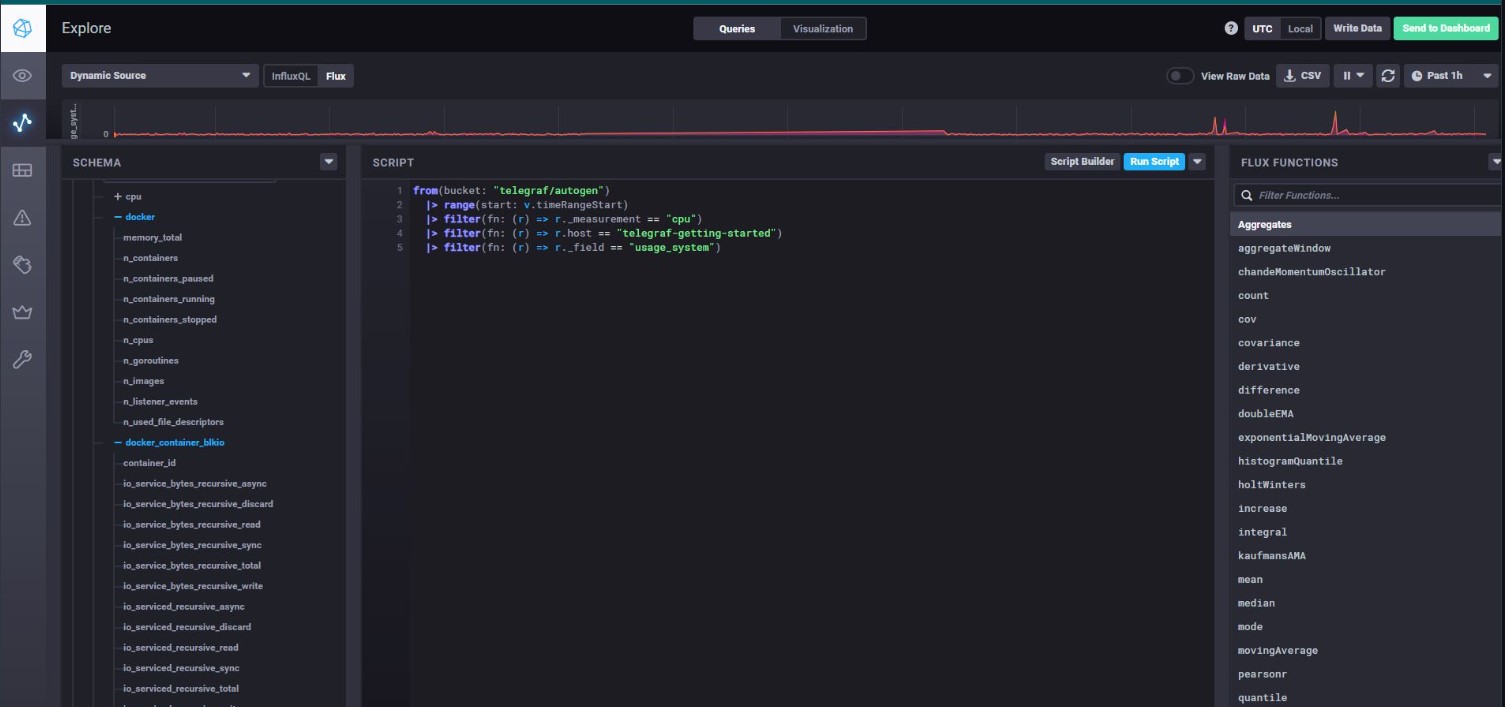 Explore
Queries
Visualization
?
UTC
Local
Write Data
Send to Dashboard
Dynamic Source
InfluxQL
Flux
View Raw Data
CSV
Past 1h
ge_syst...
0
SCHEMA
+ cpu
– docker
memory_total
n_containers
n_containers_paused
n_containers_running
n_containers_stopped
n_cpus
n_goroutines
n_images
n_listener_events
n_used_file_descriptors
– docker_container_blkio
container_id
io_service_bytes_recursive_async
io_service_bytes_recursive_discard
io_service_bytes_recursive_read
io_service_bytes_recursive_sync
io_service_bytes_recursive_total
io_service_bytes_recursive_write
io_serviced_recursive_async
io_serviced_recursive_discard
io_serviced_recursive_read
io_serviced_recursive_sync
io_serviced_recursive_total
SCRIPT
Script Builder
Run Script
1 from(bucket: "telegraf/autogen")
2   |> range(start: v.timeRangeStart)
3   |> filter(fn: (r) => r._measurement == "cpu")
4   |> filter(fn: (r) => r.host == "telegraf-getting-started")
5   |> filter(fn: (r) => r._field == "usage_system")
FLUX FUNCTIONS
Filter Functions...
Aggregates
aggregateWindow
chandeMomentumOscillator
count
cov
covariance
derivative
difference
doubleEMA
exponentialMovingAverage
histogramQuantile
holtWinters
increase
integral
kaufmansAMA
mean
median
mode
movingAverage
pearsonr
quantile